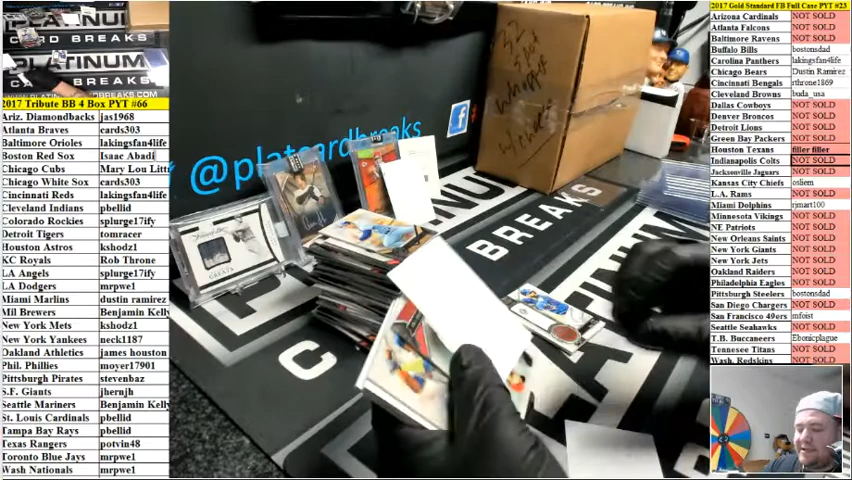 CARD BREAKS
PLATINUM
CARD BREAKS
2017 Tribute BB 4 Box PYT #66
Ariz. Diamondbacks jas1968
Atlanta Braves cards303
Baltimore Orioles lakingsfan4life
Boston Red Sox Isaac Abadi
Chicago Cubs Mary Lou Litt
Chicago White Sox cards303
Cincinnati Reds lakingsfan4life
Cleveland Indians pbellid
Colorado Rockies splurge17ify
Detroit Tigers tomracer
Houston Astros kshodz1
KC Royals Rob Throne
LA Angels splurge17ify
LA Dodgers mrpwe1
Miami Marlins dustin ramirez
Mil Brewers Benjamin Kelly
New York Mets kshodz1
New York Yankees neck1187
Oakland Athletics james houston
Phil. Phillies moyer17901
Pittsburgh Pirates stevenbaz
S.F. Giants jhernjh
Seattle Mariners Benjamin Kelly
St. Louis Cardinals pbellid
Tampa Bay Rays pbellid
Texas Rangers potvin48
Toronto Blue Jays mrpwe1
Wash Nationals mrpwe1
@platcardbreaks
f
32
BREAKS
C
2017 Gold Standard FB Full Case PYT #23
Arizona Cardinals NOT SOLD
Atlanta Falcons NOT SOLD
Baltimore Ravens NOT SOLD
Buffalo Bills bostonsdad
Carolina Panthers lakingsfan4life
Chicago Bears Dustin Ramirez
Cincinnati Bengals rthrone1869
Cleveland Browns buda_usa
Dallas Cowboys NOT SOLD
Denver Broncos NOT SOLD
Detroit Lions NOT SOLD
Green Bay Packers NOT SOLD
Houston Texans filler filler
Indianapolis Colts NOT SOLD
Jacksonville Jaguars NOT SOLD
Kansas City Chiefs osliem
L.A. Rams NOT SOLD
Miami Dolphins rjmart100
Minnesota Vikings NOT SOLD
NE Patriots NOT SOLD
New Orleans Saints NOT SOLD
New York Giants NOT SOLD
New York Jets NOT SOLD
Oakland Raiders NOT SOLD
Philadelphia Eagles NOT SOLD
Pittsburgh Steelers bostonsdad
San Diego Chargers NOT SOLD
San Francisco 49ers mfoist
Seattle Seahawks NOT SOLD
T.B. Buccaneers Ebonicplague
Tennesee Titans NOT SOLD
Wash. Redskins NOT SOLD